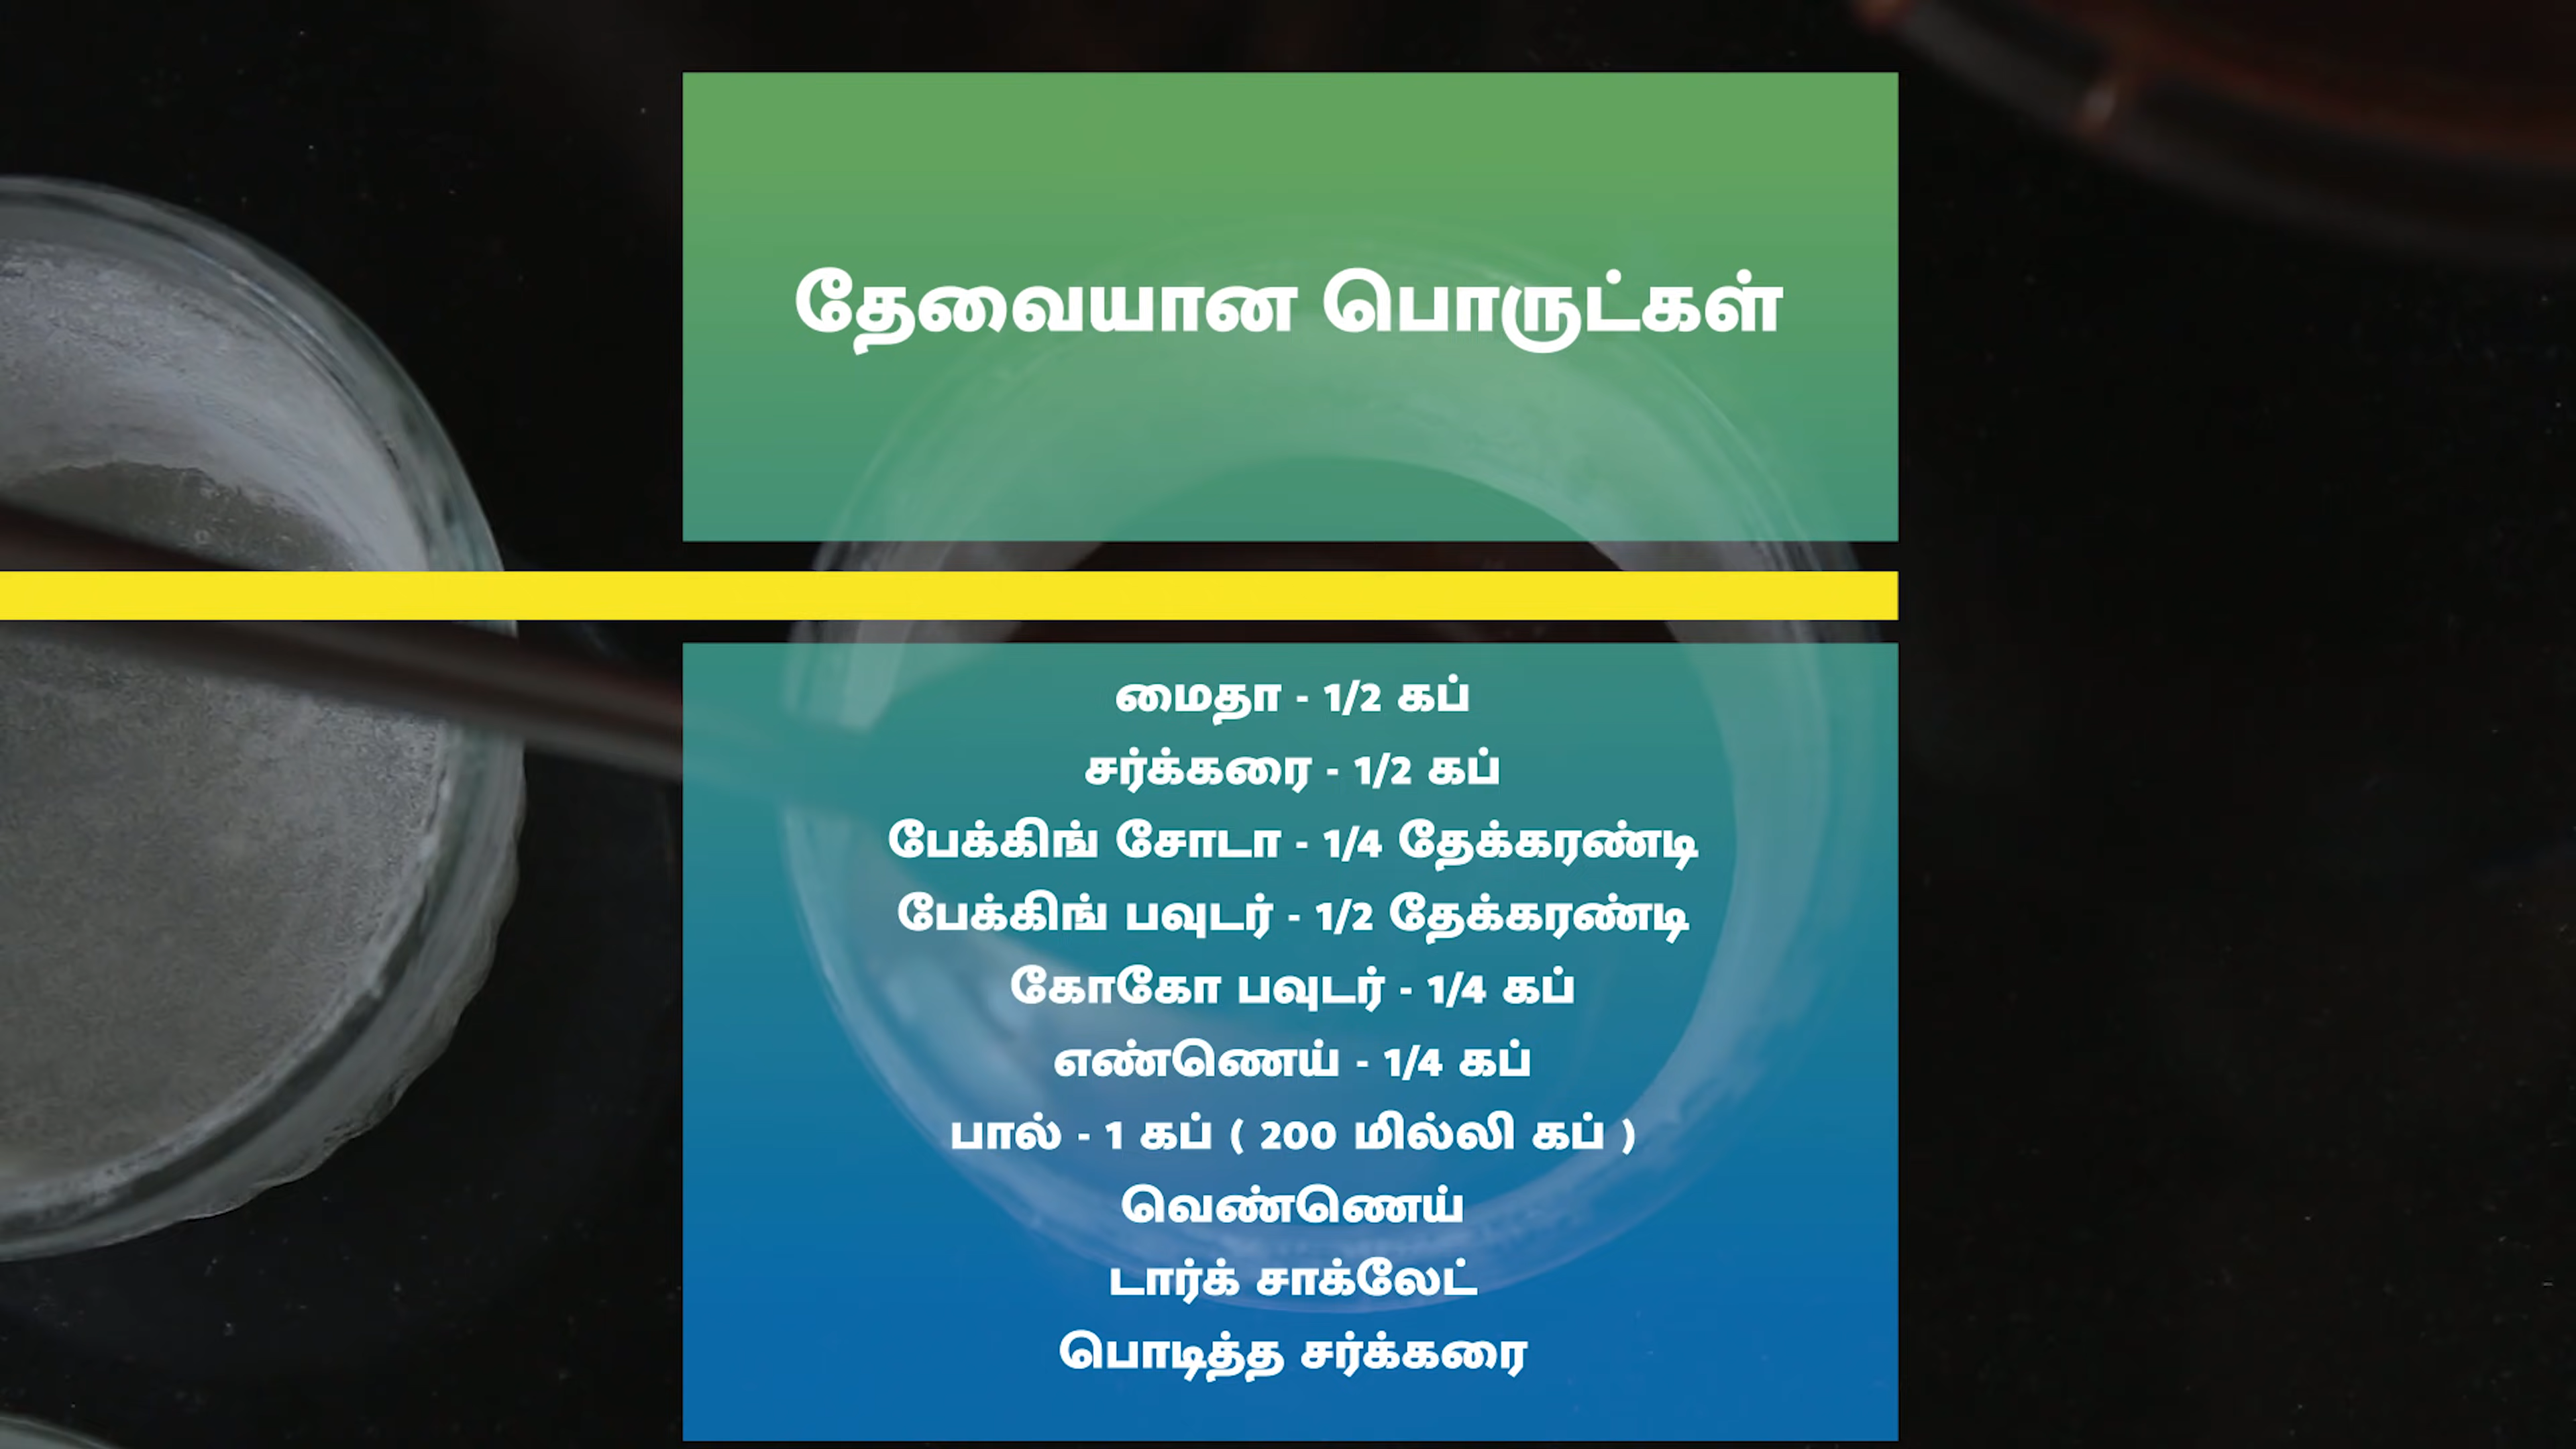 தேவையான பொருட்கள்
மைதா - 1/2 கப்
சர்க்கரை - 1/2 கப்
பேக்கிங் சோடா - 1/4 தேக்கரண்டி
பேக்கிங் பவுடர் - 1/2 தேக்கரண்டி
கோகோ பவுடர் - 1/4 கப்
எண்ணெய் - 1/4 கப்
பால் - 1 கப் ( 200 மில்லி கப் )
வெண்ணெய்
டார்க் சாக்லேட்
பொடித்த சர்க்கரை